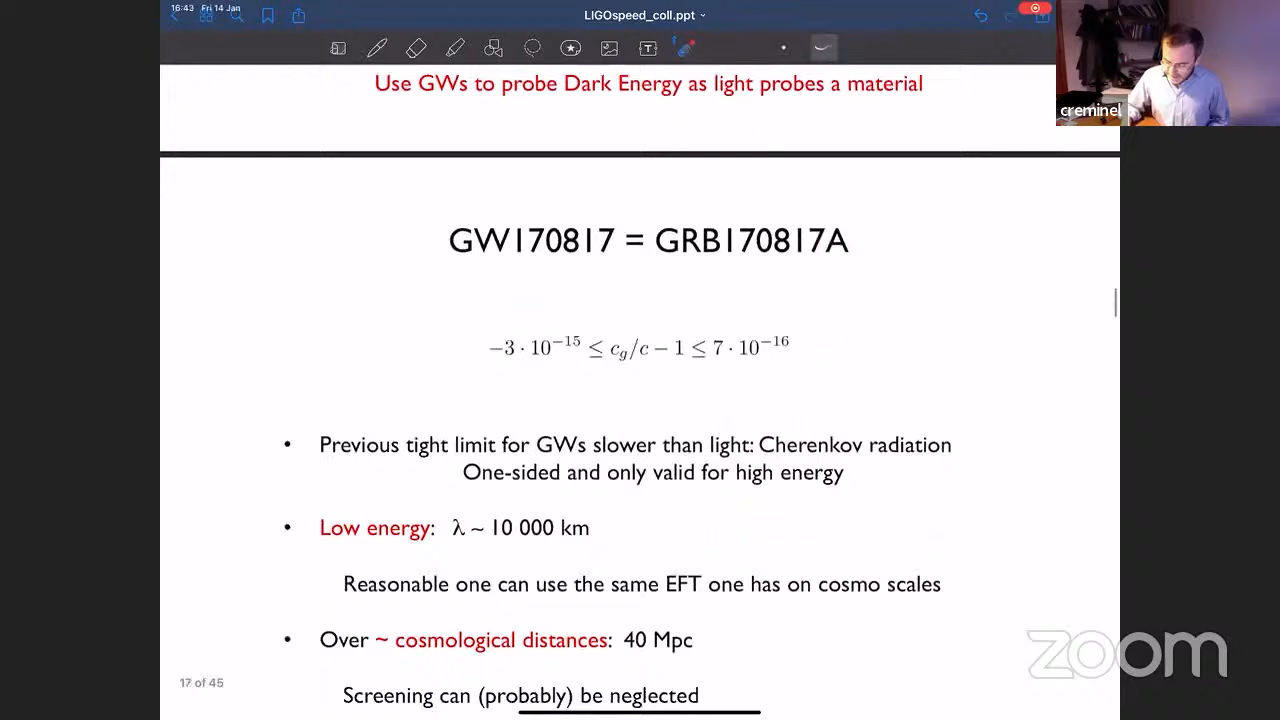 16:43 Fri 14 Jan
LIGOspeed_coll.ppt
Use GWs to probe Dark Energy as light probes a material
creminel
GW170817 = GRB170817A
−3 · 10⁻¹⁵ ≤ c_g/c − 1 ≤ 7 · 10⁻¹⁶
• Previous tight limit for GWs slower than light: Cherenkov radiation
One-sided and only valid for high energy
• Low energy: λ ~ 10 000 km
Reasonable one can use the same EFT one has on cosmo scales
• Over ~ cosmological distances: 40 Mpc
zoom
17 of 45
Screening can (probably) be neglected